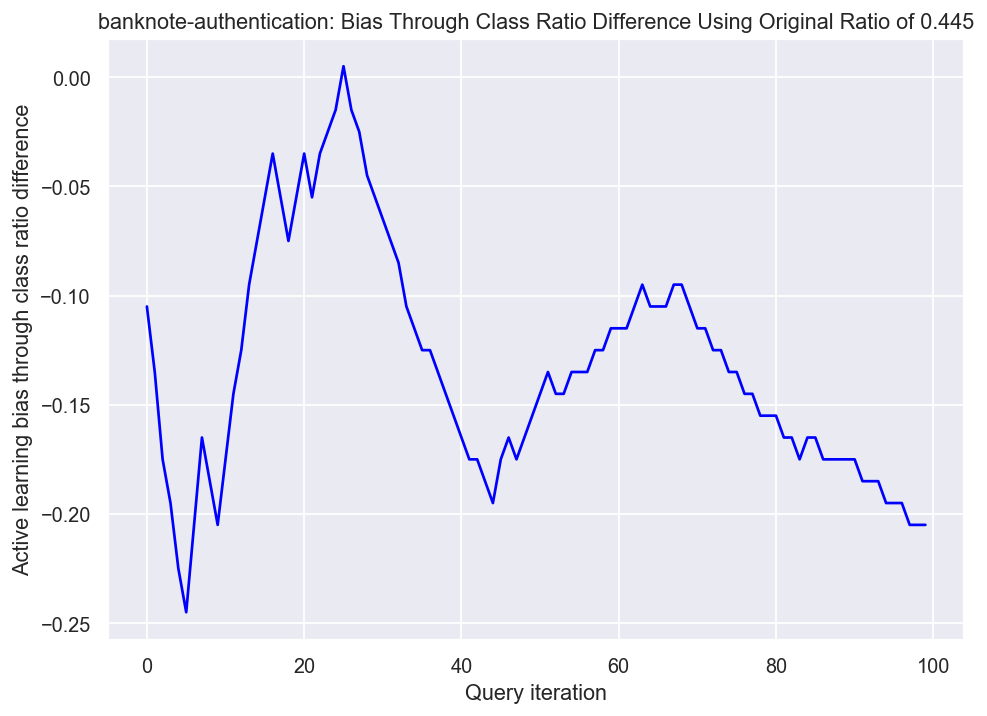 banknote-authentication: Bias Through Class Ratio Difference Using Original Ratio of 0.445
Active learning bias through class ratio difference
0.00
−0.05
−0.10
−0.15
−0.20
−0.25
0 20 40 60 80 100
Query iteration